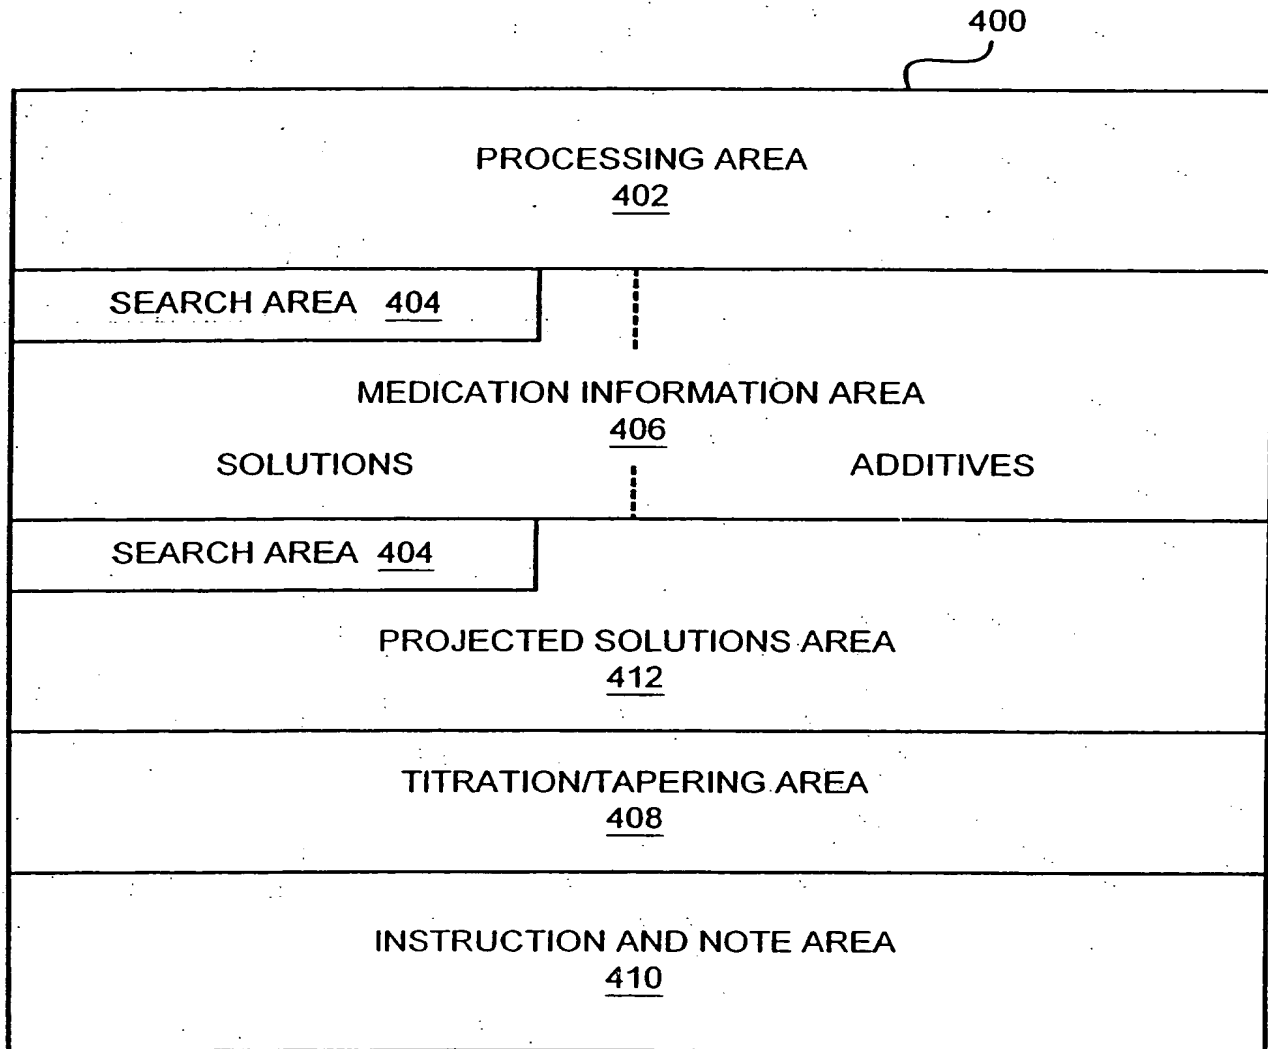 400
PROCESSING AREA
402
SEARCH AREA 404
MEDICATION INFORMATION AREA
406
SOLUTIONS ADDITIVES
SEARCH AREA 404
PROJECTED SOLUTIONS AREA
412
TITRATION/TAPERING AREA
408
INSTRUCTION AND NOTE AREA
410